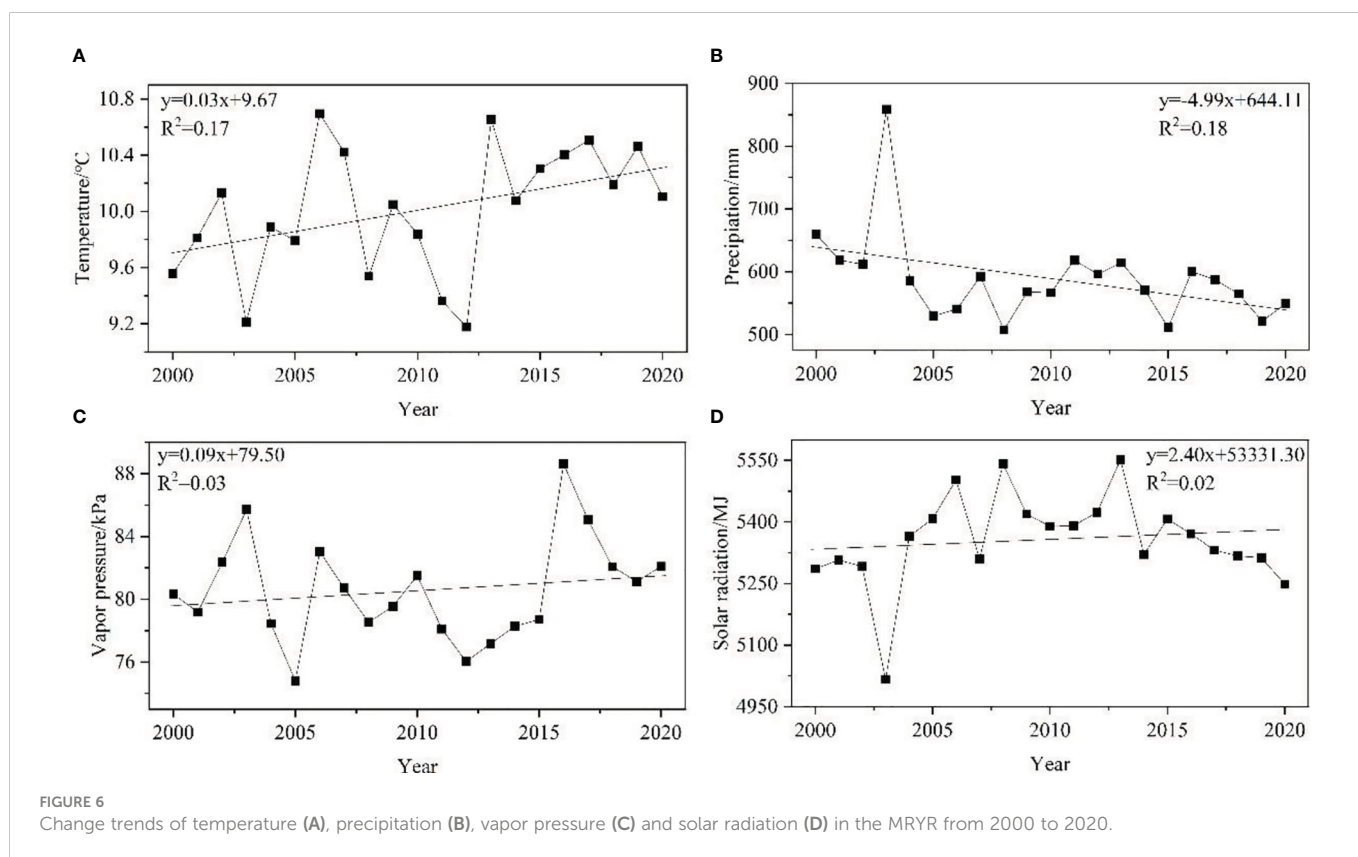 A
y=0.03x+9.67
R²=0.17
10.8
10.4
10.0
9.6
9.2
Temperature/°C
2000 2005 2010 2015 2020
Year
B
y=-4.99x+644.11
R²=0.18
900
800
700
600
500
Precipiation/mm
2000 2005 2010 2015 2020
Year
C
y=0.09x+79.50
R²=0.03
88
84
80
76
Vapor pressure/kPa
2000 2005 2010 2015 2020
Year
D
y=2.40x+53331.30
R²=0.02
5550
5400
5250
5100
4950
Solar radiation/MJ
2000 2005 2010 2015 2020
Year
FIGURE 6
Change trends of temperature (A), precipitation (B), vapor pressure (C) and solar radiation (D) in the MRYR from 2000 to 2020.